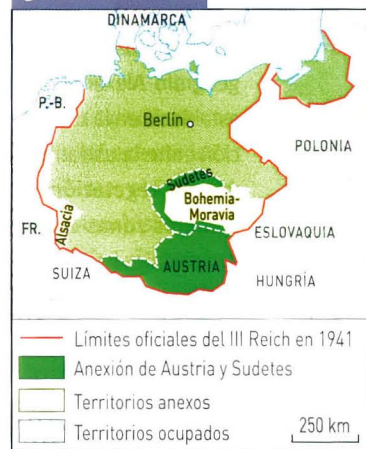 DINAMARCA
P.-B.
Berlín
POLONIA
Sudetes
Bohemia-
Moravia
FR.
Alsacia
ESLOVAQUIA
SUIZA
AUSTRIA
HUNGRÍA
Límites oficiales del III Reich en 1941
Anexión de Austria y Sudetes
Territorios anexos
Territorios ocupados
250 km